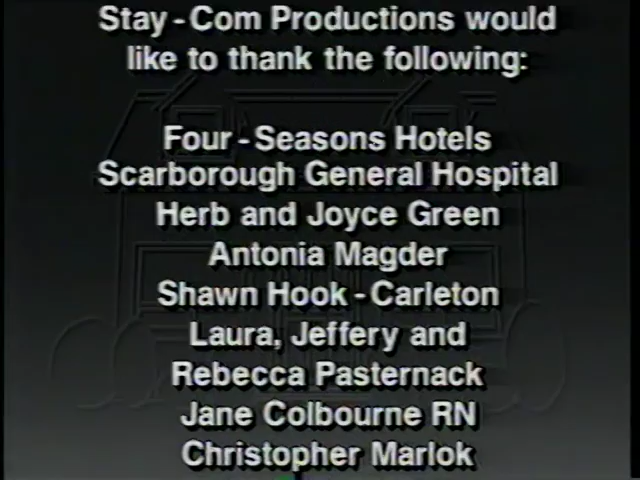 Stay-Com Productions would
like to thank the following:
Four-Seasons Hotels
Scarborough General Hospital
Herb and Joyce Green
Antonia Magder
Shawn Hook-Carleton
Laura, Jeffery and
Rebecca Pasternack
Jane Colbourne RN
Christopher Marlok